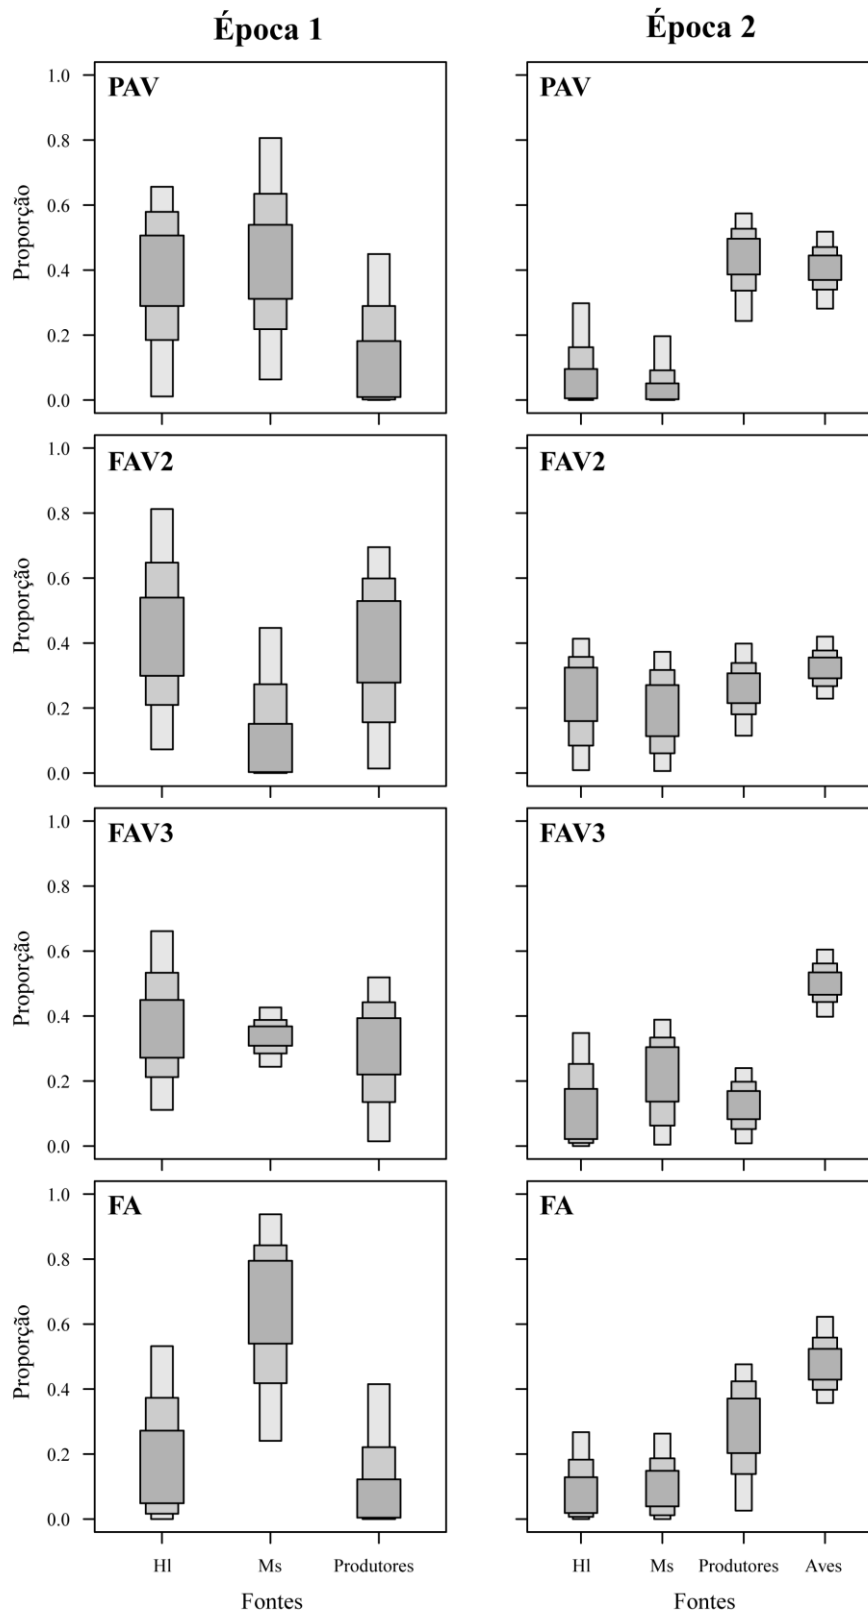 Época 1
Época 2
PAV
1.0
0.8
0.6
0.4
0.2
0.0
Proporção
PAV
FAV2
1.0
0.8
0.6
0.4
0.2
0.0
Proporção
FAV2
FAV3
1.0
0.8
0.6
0.4
0.2
0.0
Proporção
FAV3
FA
1.0
0.8
0.6
0.4
0.2
0.0
Proporção
FA
Hl Ms Produtores
Fontes
Hl Ms Produtores Aves
Fontes